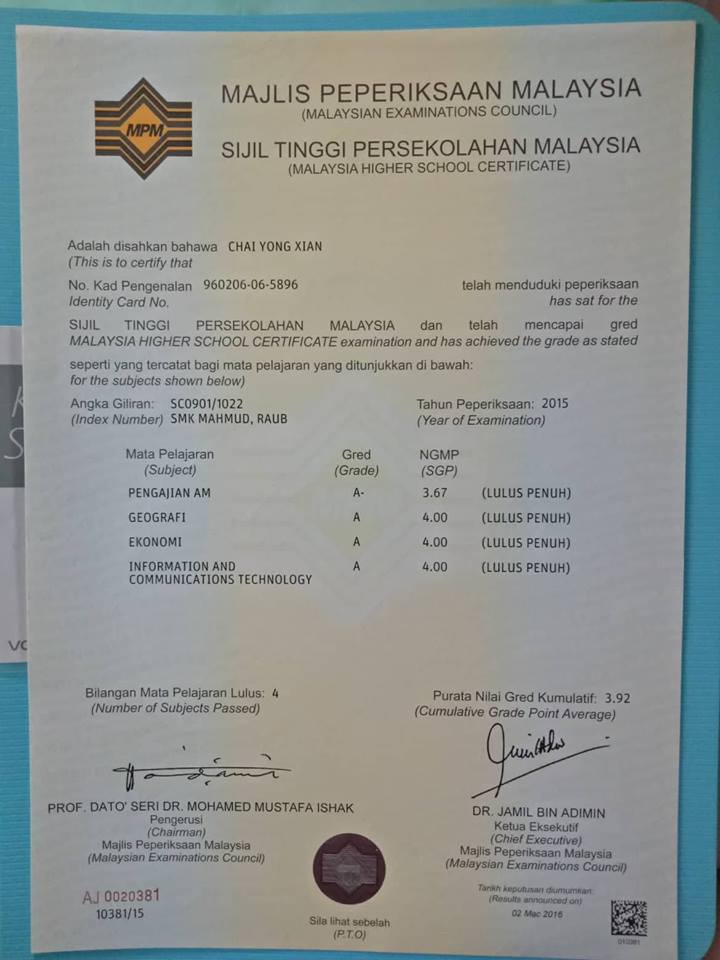 MPM
MAJLIS PEPERIKSAAN MALAYSIA
(MALAYSIAN EXAMINATIONS COUNCIL)
SIJIL TINGGI PERSEKOLAHAN MALAYSIA
(MALAYSIA HIGHER SCHOOL CERTIFICATE)
Adalah disahkan bahawa CHAI YONG XIAN
(This is to certify that
No. Kad Pengenalan 960206-06-5896 telah menduduki peperiksaan
Identity Card No. has sat for the
SIJIL TINGGI PERSEKOLAHAN MALAYSIA dan telah mencapai gred
MALAYSIA HIGHER SCHOOL CERTIFICATE examination and has achieved the grade as stated
seperti yang tercatat bagi mata pelajaran yang ditunjukkan di bawah:
for the subjects shown below)
Angka Giliran: SC0901/1022 Tahun Peperiksaan: 2015
(Index Number) SMK MAHMUD, RAUB (Year of Examination)
Mata Pelajaran Gred NGMP
(Subject) (Grade) (SGP)
PENGAJIAN AM A- 3.67 (LULUS PENUH)
GEOGRAFI A 4.00 (LULUS PENUH)
EKONOMI A 4.00 (LULUS PENUH)
INFORMATION AND A 4.00 (LULUS PENUH)
COMMUNICATIONS TECHNOLOGY
Bilangan Mata Pelajaran Lulus: 4 Purata Nilai Gred Kumulatif: 3.92
(Number of Subjects Passed) (Cumulative Grade Point Average)
PROF. DATO' SERI DR. MOHAMED MUSTAFA ISHAK
Pengerusi
(Chairman)
Majlis Peperiksaan Malaysia
(Malaysian Examinations Council)
DR. JAMIL BIN ADIMIN
Ketua Eksekutif
(Chief Executive)
Majlis Peperiksaan Malaysia
(Malaysian Examinations Council)
AJ 0020381
10381/15
Sila lihat sebelah
(P.T.O)
Tarikh keputusan diumumkan:
(Results announced on)
02 Mac 2016
010381